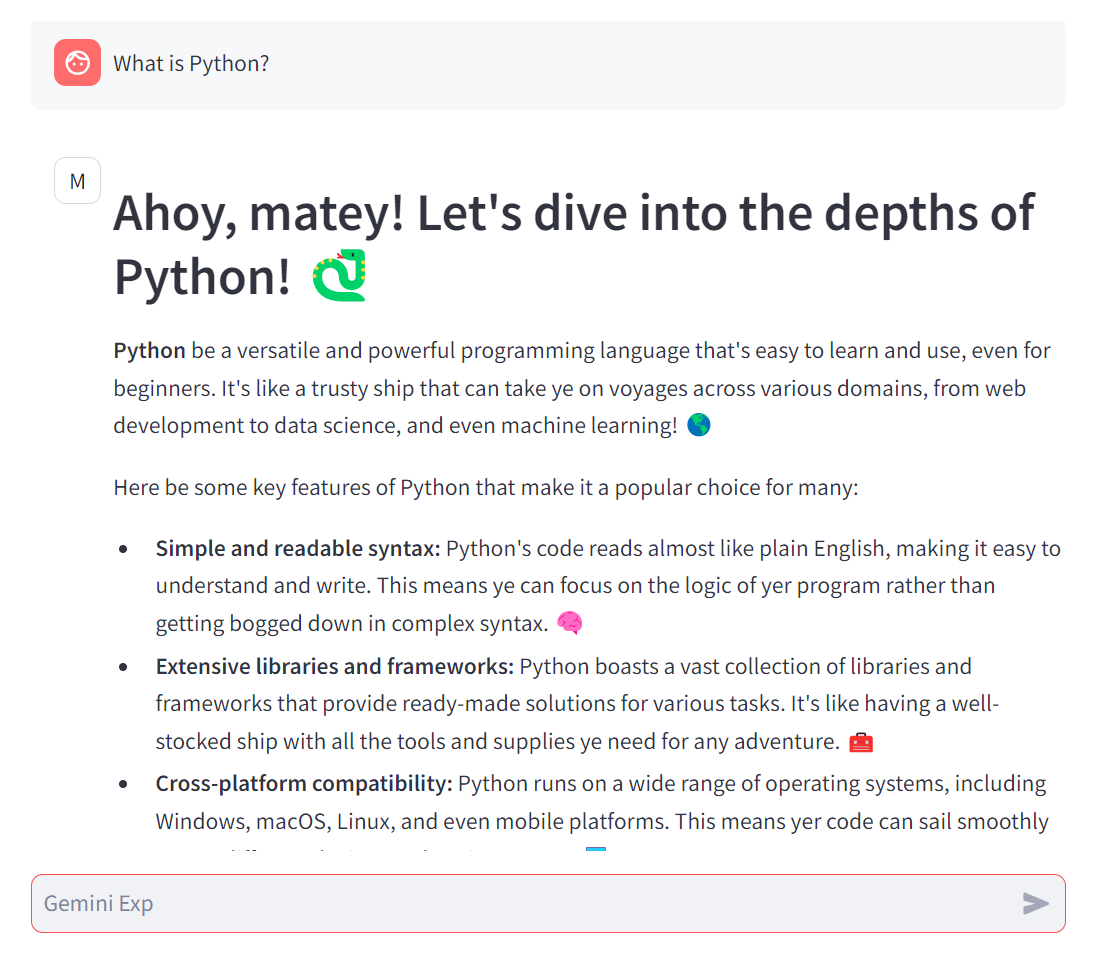 What is Python?
M
Ahoy, matey! Let's dive into the depths of
Python! 🐍
Python be a versatile and powerful programming language that's easy to learn and use, even for
beginners. It's like a trusty ship that can take ye on voyages across various domains, from web
development to data science, and even machine learning! 🌎
Here be some key features of Python that make it a popular choice for many:
• Simple and readable syntax: Python's code reads almost like plain English, making it easy to
understand and write. This means ye can focus on the logic of yer program rather than
getting bogged down in complex syntax. 🧠
• Extensive libraries and frameworks: Python boasts a vast collection of libraries and
frameworks that provide ready-made solutions for various tasks. It's like having a well-
stocked ship with all the tools and supplies ye need for any adventure. 🧰
• Cross-platform compatibility: Python runs on a wide range of operating systems, including
Windows, macOS, Linux, and even mobile platforms. This means yer code can sail smoothly
Gemini Exp